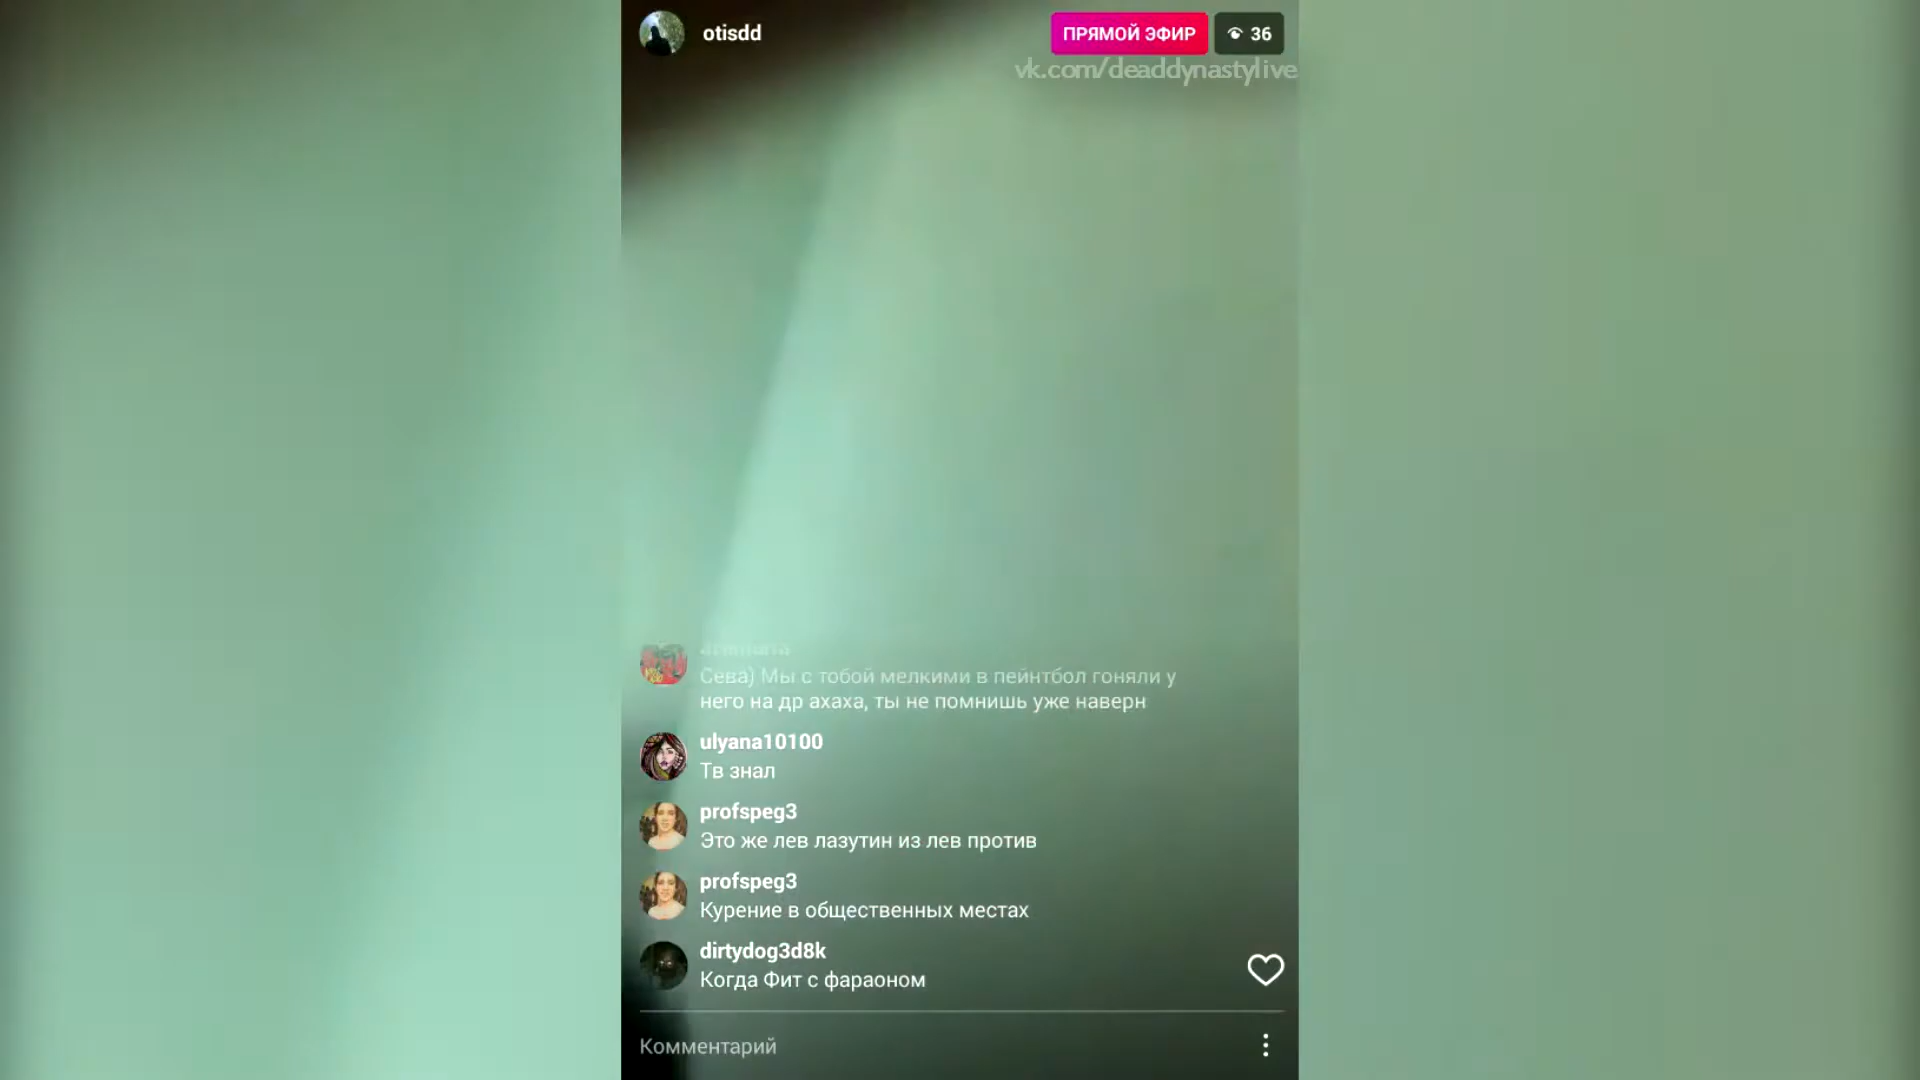 otisdd
ПРЯМОЙ ЭФИР
36
vk.com/deaddynastylive
Сева) Мы с тобой мелкими в пейнтбол гоняли у
него на др ахаха, ты не помнишь уже наверн
ulyana10100
Тв знал
profspeg3
Это же лев лазутин из лев против
profspeg3
Курение в общественных местах
dirtydog3d8k
Когда Фит с фараоном
Комментарий